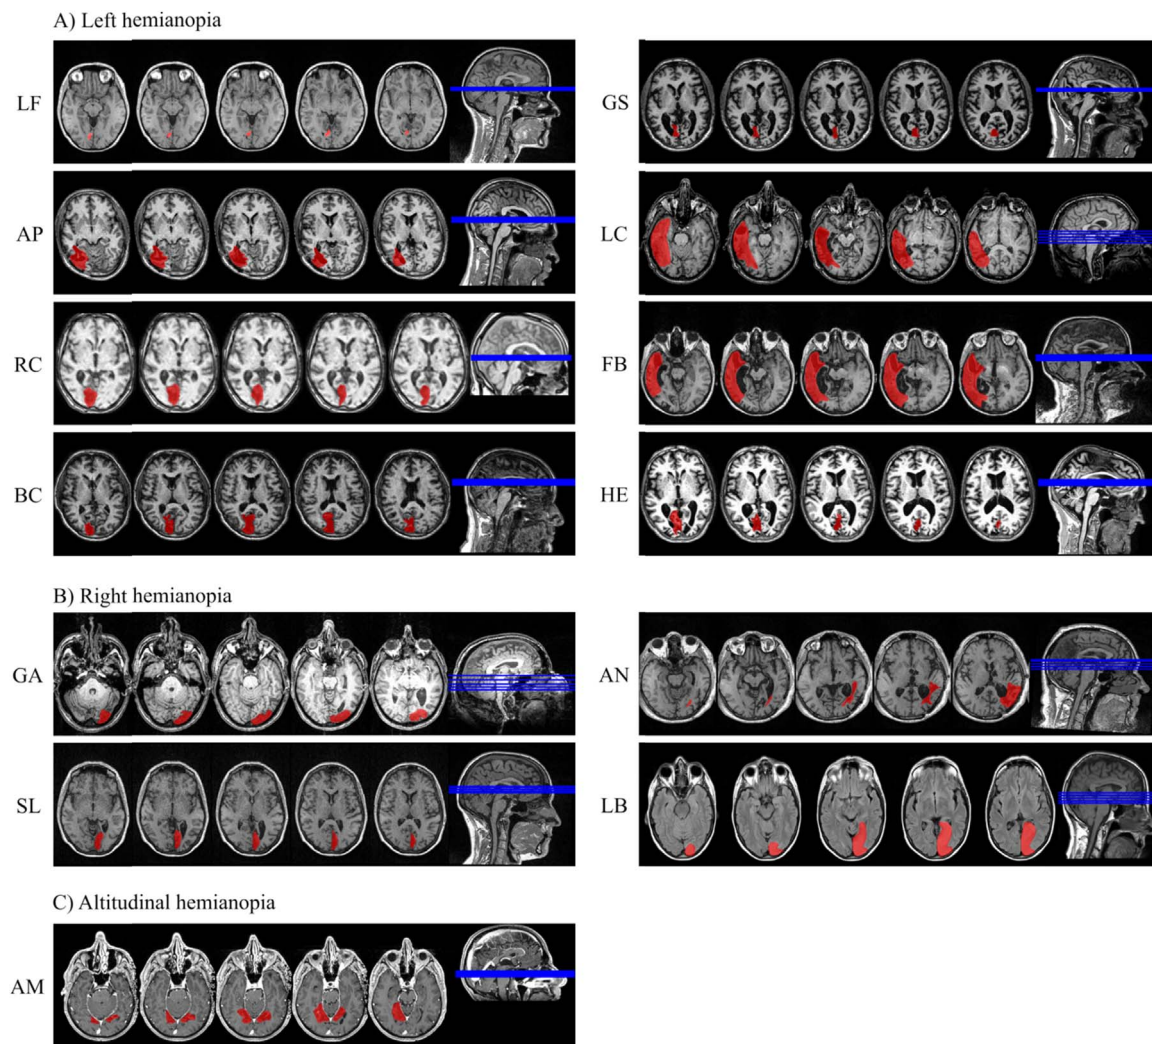 A) Left hemianopia
LF
GS
AP
LC
RC
FB
BC
HE
B) Right hemianopia
GA
AN
SL
LB
C) Altitudinal hemianopia
AM